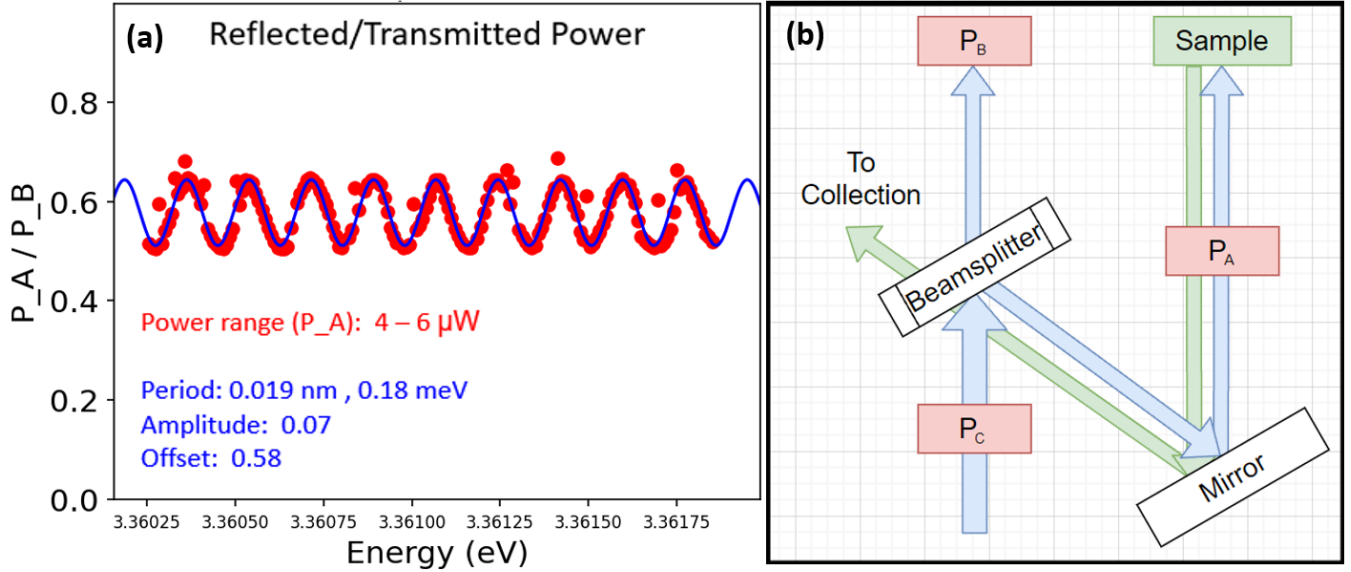 (a) Reflected/Transmitted Power
P_A / P_B
0.8
0.6
0.4
0.2
0.0
Power range (P_A): 4 – 6 µW
Period: 0.019 nm , 0.18 meV
Amplitude: 0.07
Offset: 0.58
3.36025 3.36050 3.36075 3.36100 3.36125 3.36150 3.36175
Energy (eV)
(b)
P_B
Sample
To
Collection
Beamsplitter
P_A
P_C
Mirror